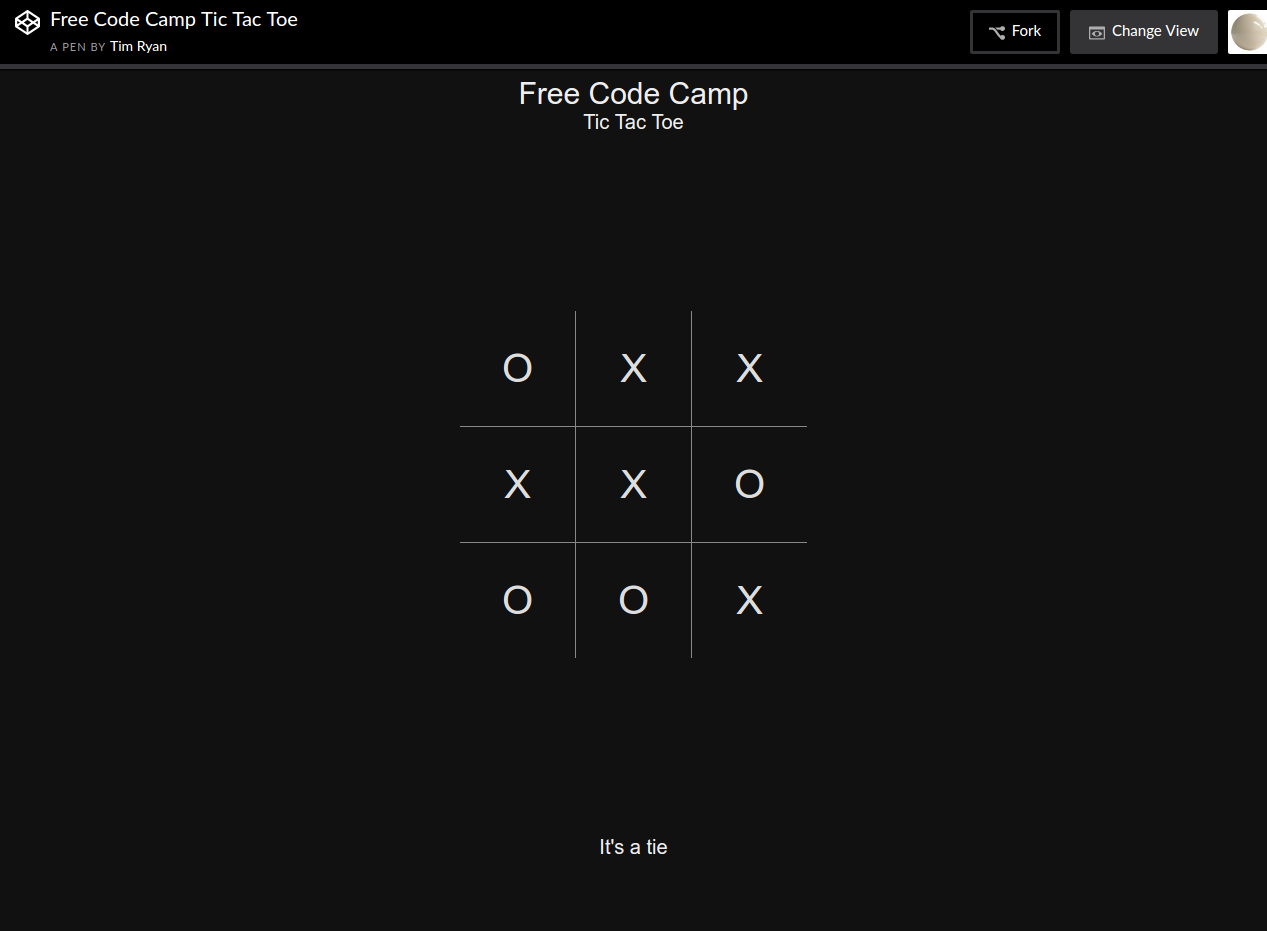 Free Code Camp Tic Tac Toe
A PEN BY Tim Ryan
Fork
Change View
Free Code Camp
Tic Tac Toe
O X X
X X O
O O X
It's a tie